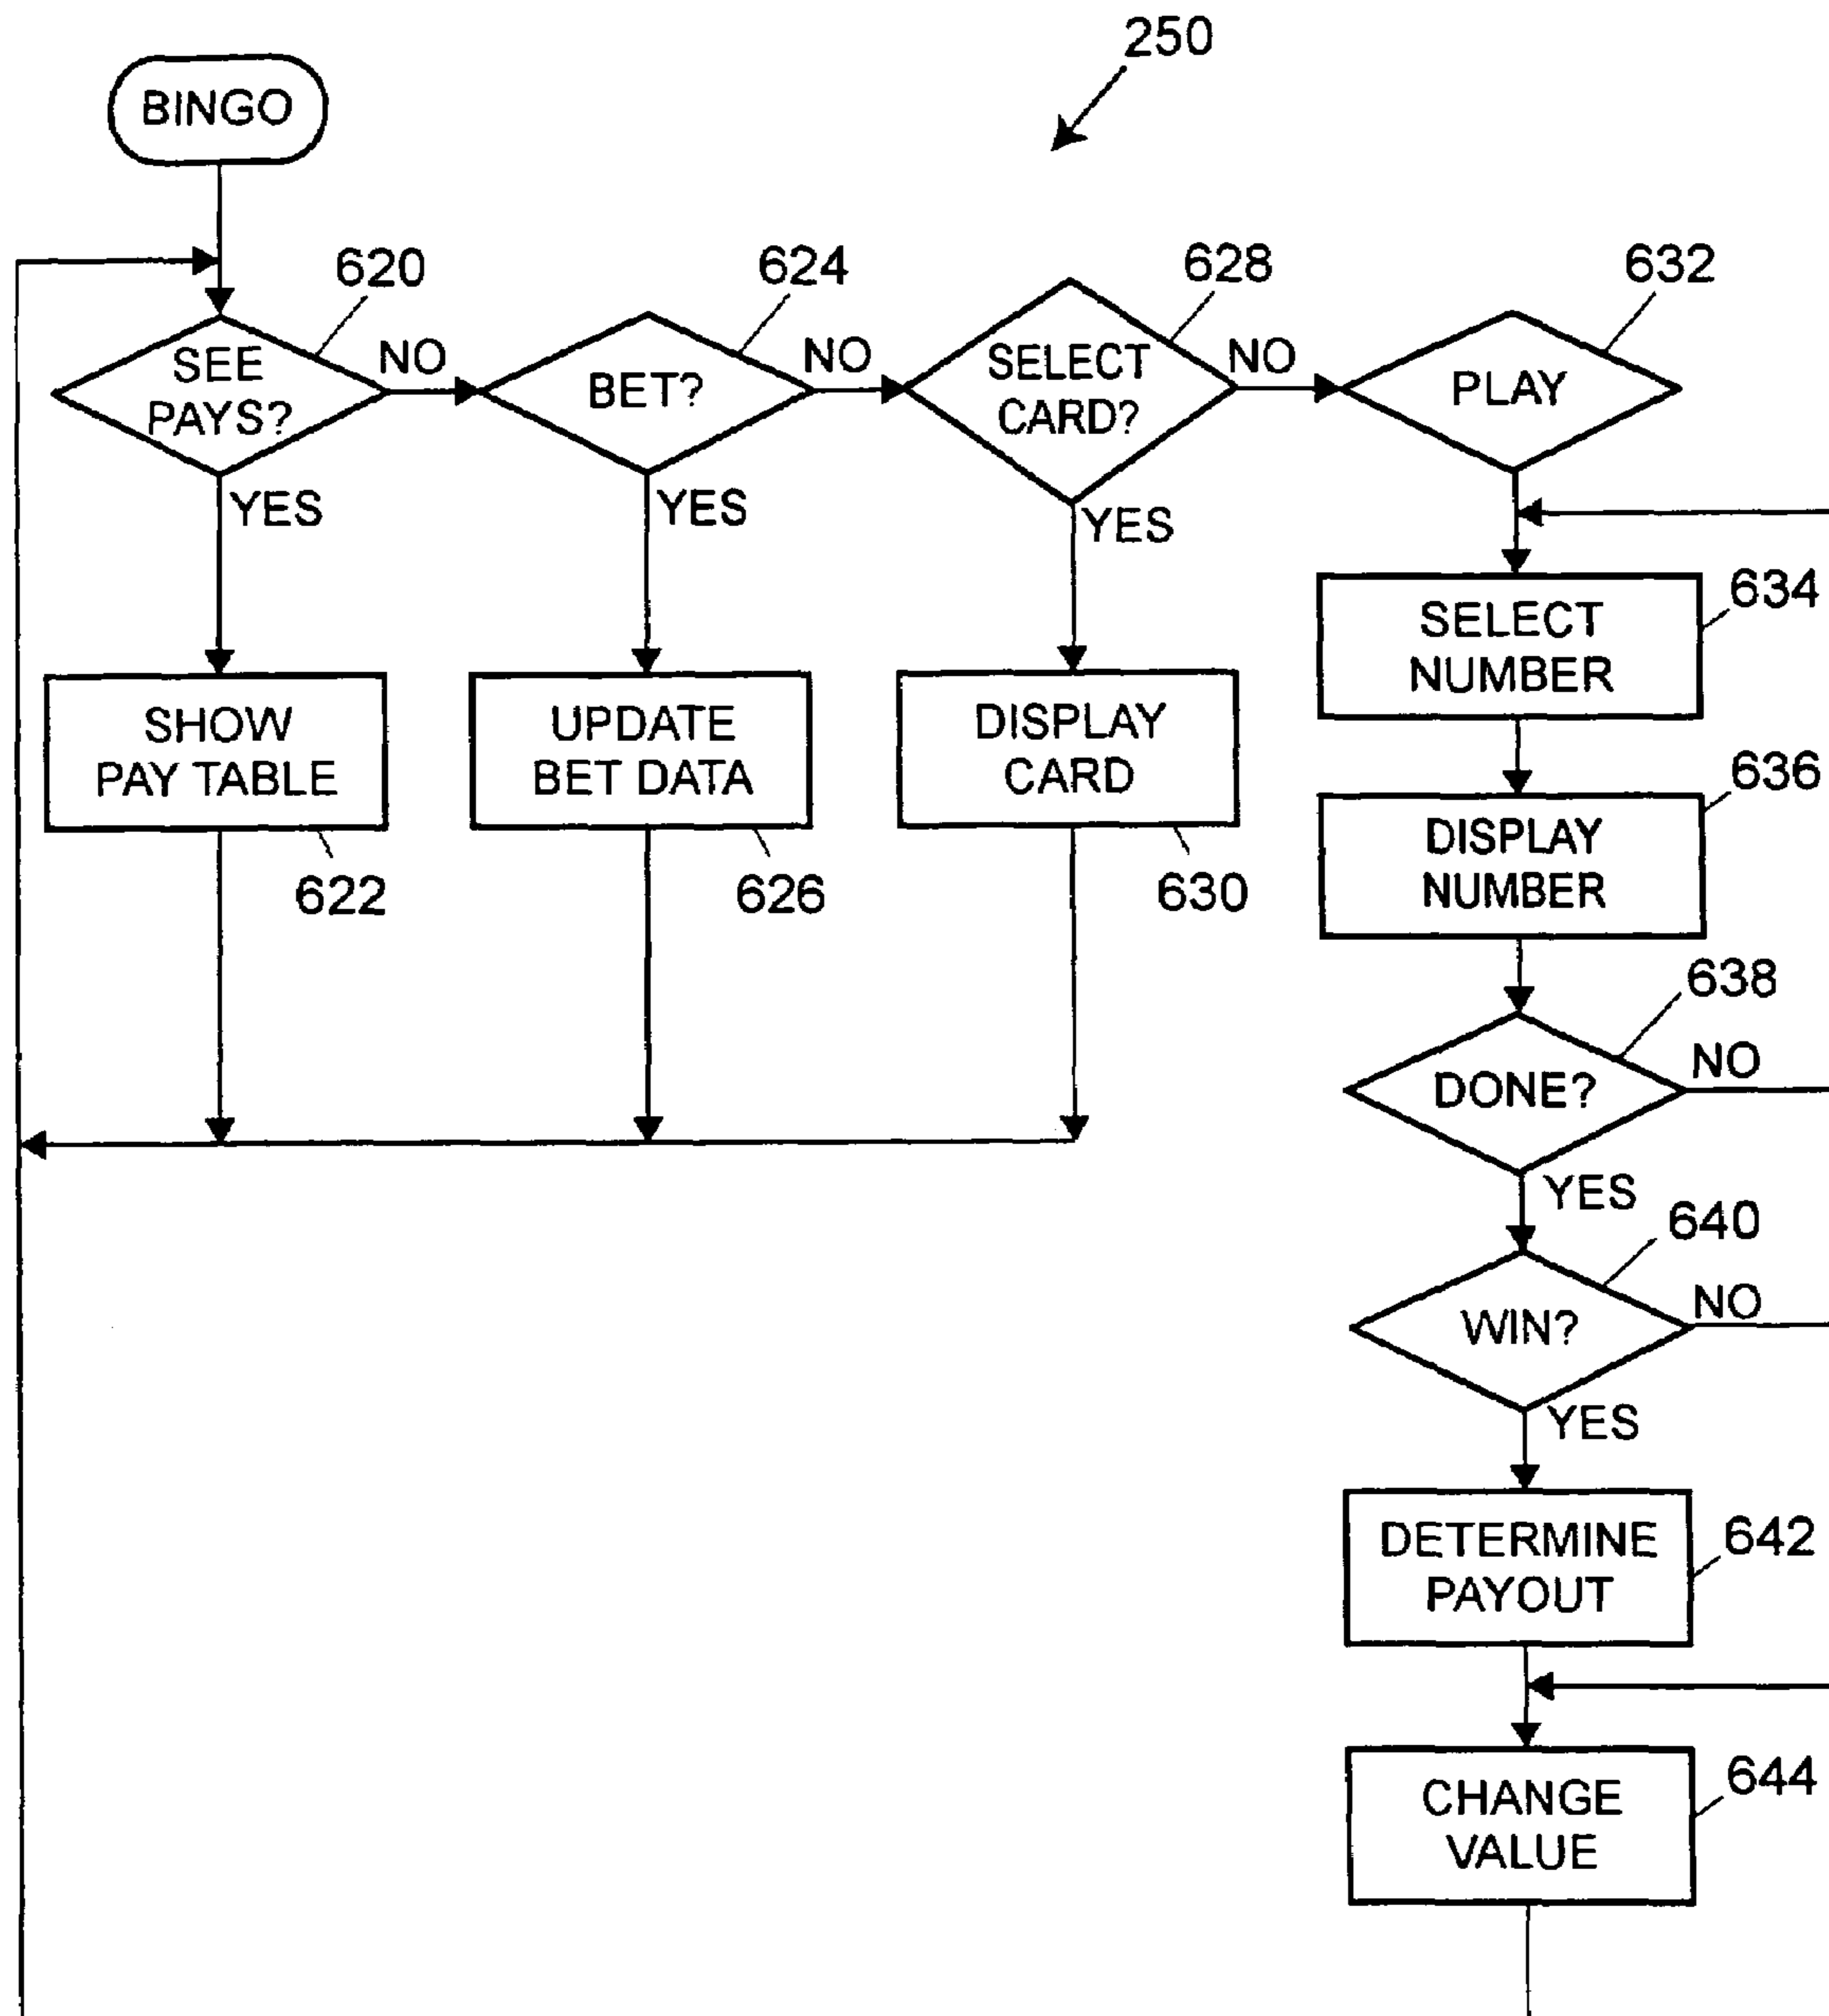 250
BINGO
620
624
628
632
SEE
PAYS?
NO
BET?
NO
SELECT
CARD?
NO
PLAY
YES
YES
YES
SELECT
NUMBER
634
SHOW
PAY TABLE
622
UPDATE
BET DATA
626
DISPLAY
CARD
630
DISPLAY
NUMBER
636
638
DONE?
NO
YES
640
WIN?
NO
YES
DETERMINE
PAYOUT
642
CHANGE
VALUE
644